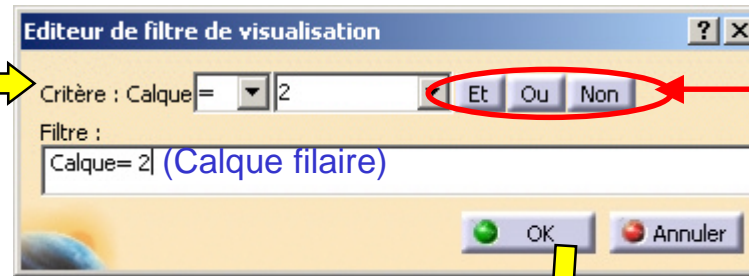 Editeur de filtre de visualisation ? X
Critère : Calque = 2 Et Ou Non
Filtre :
Calque= 2 (Calque filaire)
OK Annuler